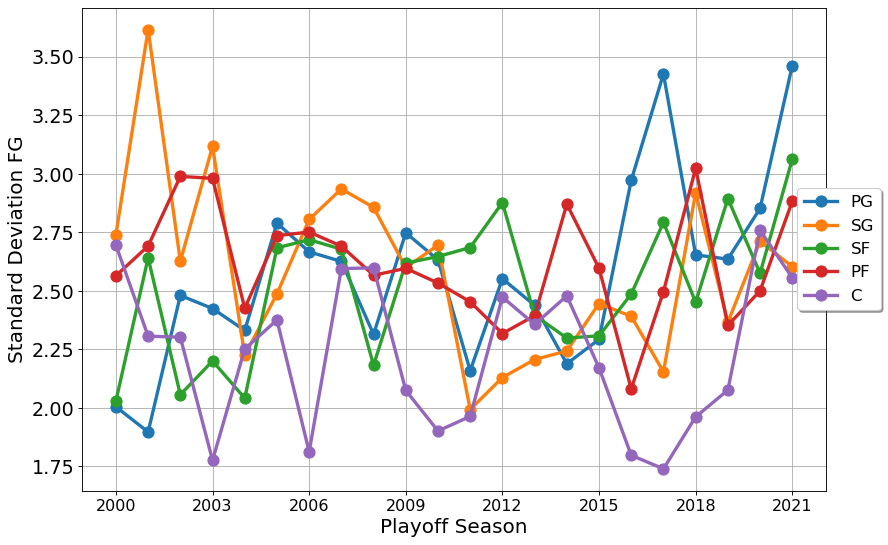 Standard Deviation FG
3.50
3.25
3.00
2.75
2.50
2.25
2.00
1.75
2000 2003 2006 2009 2012 2015 2018 2021
Playoff Season
PG
SG
SF
PF
C